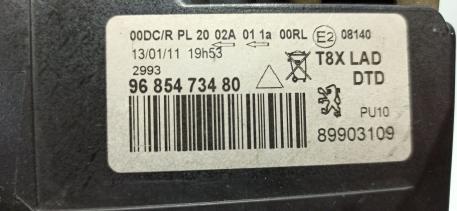 00DC/R PL 20 02A 01 1a 00RL E2 08140
13/01/11 19h53
2993
T8X LAD
DTD
96 854 734 80
PU10
89903109